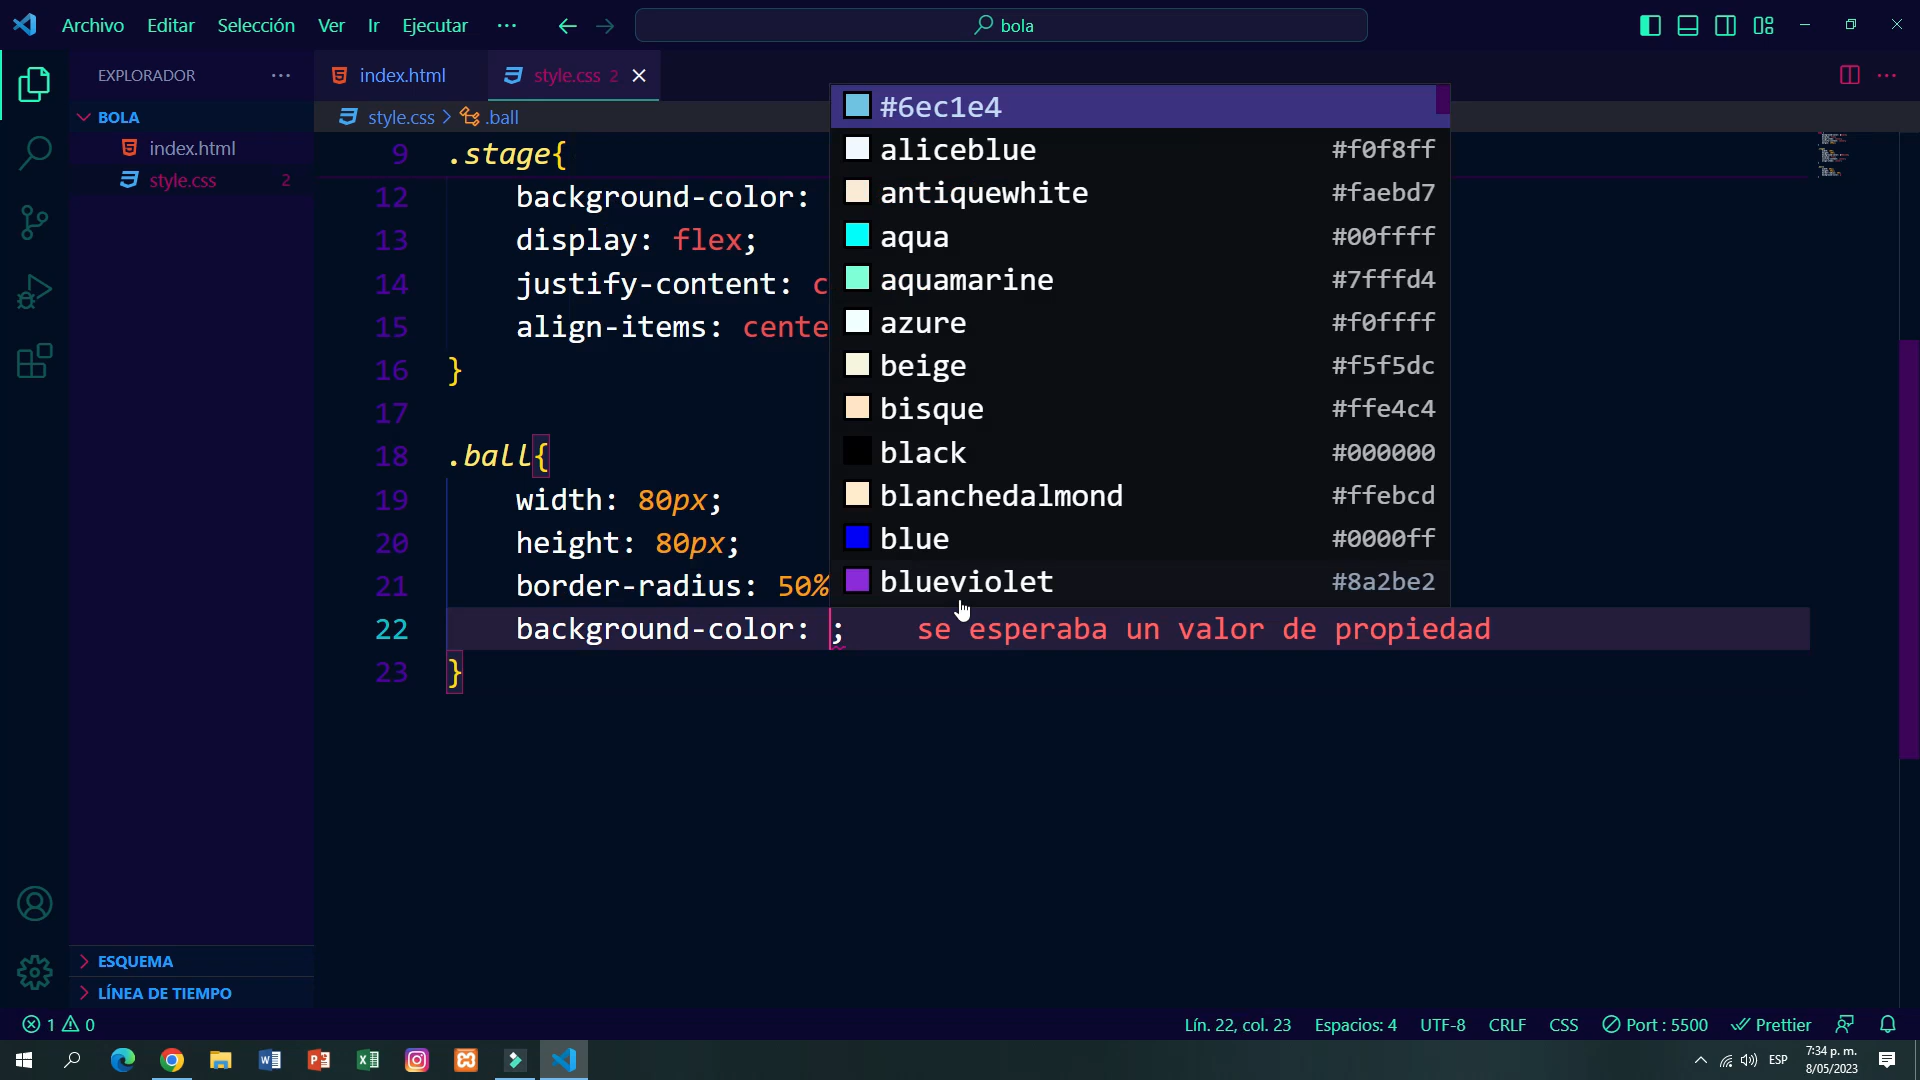 Archivo Editar Selección Ver Ir Ejecutar ··· bola
EXPLORADOR ···
BOLA
index.html
style.css 2
ESQUEMA
LÍNEA DE TIEMPO
index.html
style.css 2
style.css > .ball
9 .stage{
12 background-color:
13 display: flex;
14 justify-content: c
15 align-items: cente
16 }
17
18 .ball{
19 width: 80px;
20 height: 80px;
21 border-radius: 50%
22 background-color: ; se esperaba un valor de propiedad
23 }
#6ec1e4
aliceblue #f0f8ff
antiquewhite #faebd7
aqua #00ffff
aquamarine #7fffd4
azure #f0ffff
beige #f5f5dc
bisque #ffe4c4
black #000000
blanchedalmond #ffebcd
blue #0000ff
blueviolet #8a2be2
1 0 Lín. 22, col. 23 Espacios: 4 UTF-8 CRLF CSS Port : 5500 Prettier
ESP
7:34 p. m.
8/05/2023